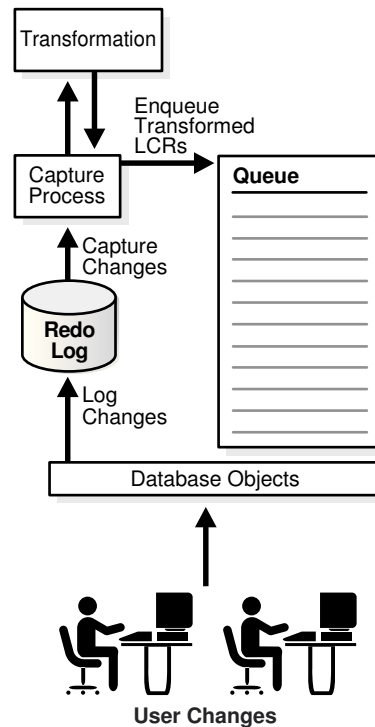 Transformation
Enqueue
Transformed
LCRs
Capture
Process
Queue
Capture
Changes
Redo
Log
Log
Changes
Database Objects
User Changes